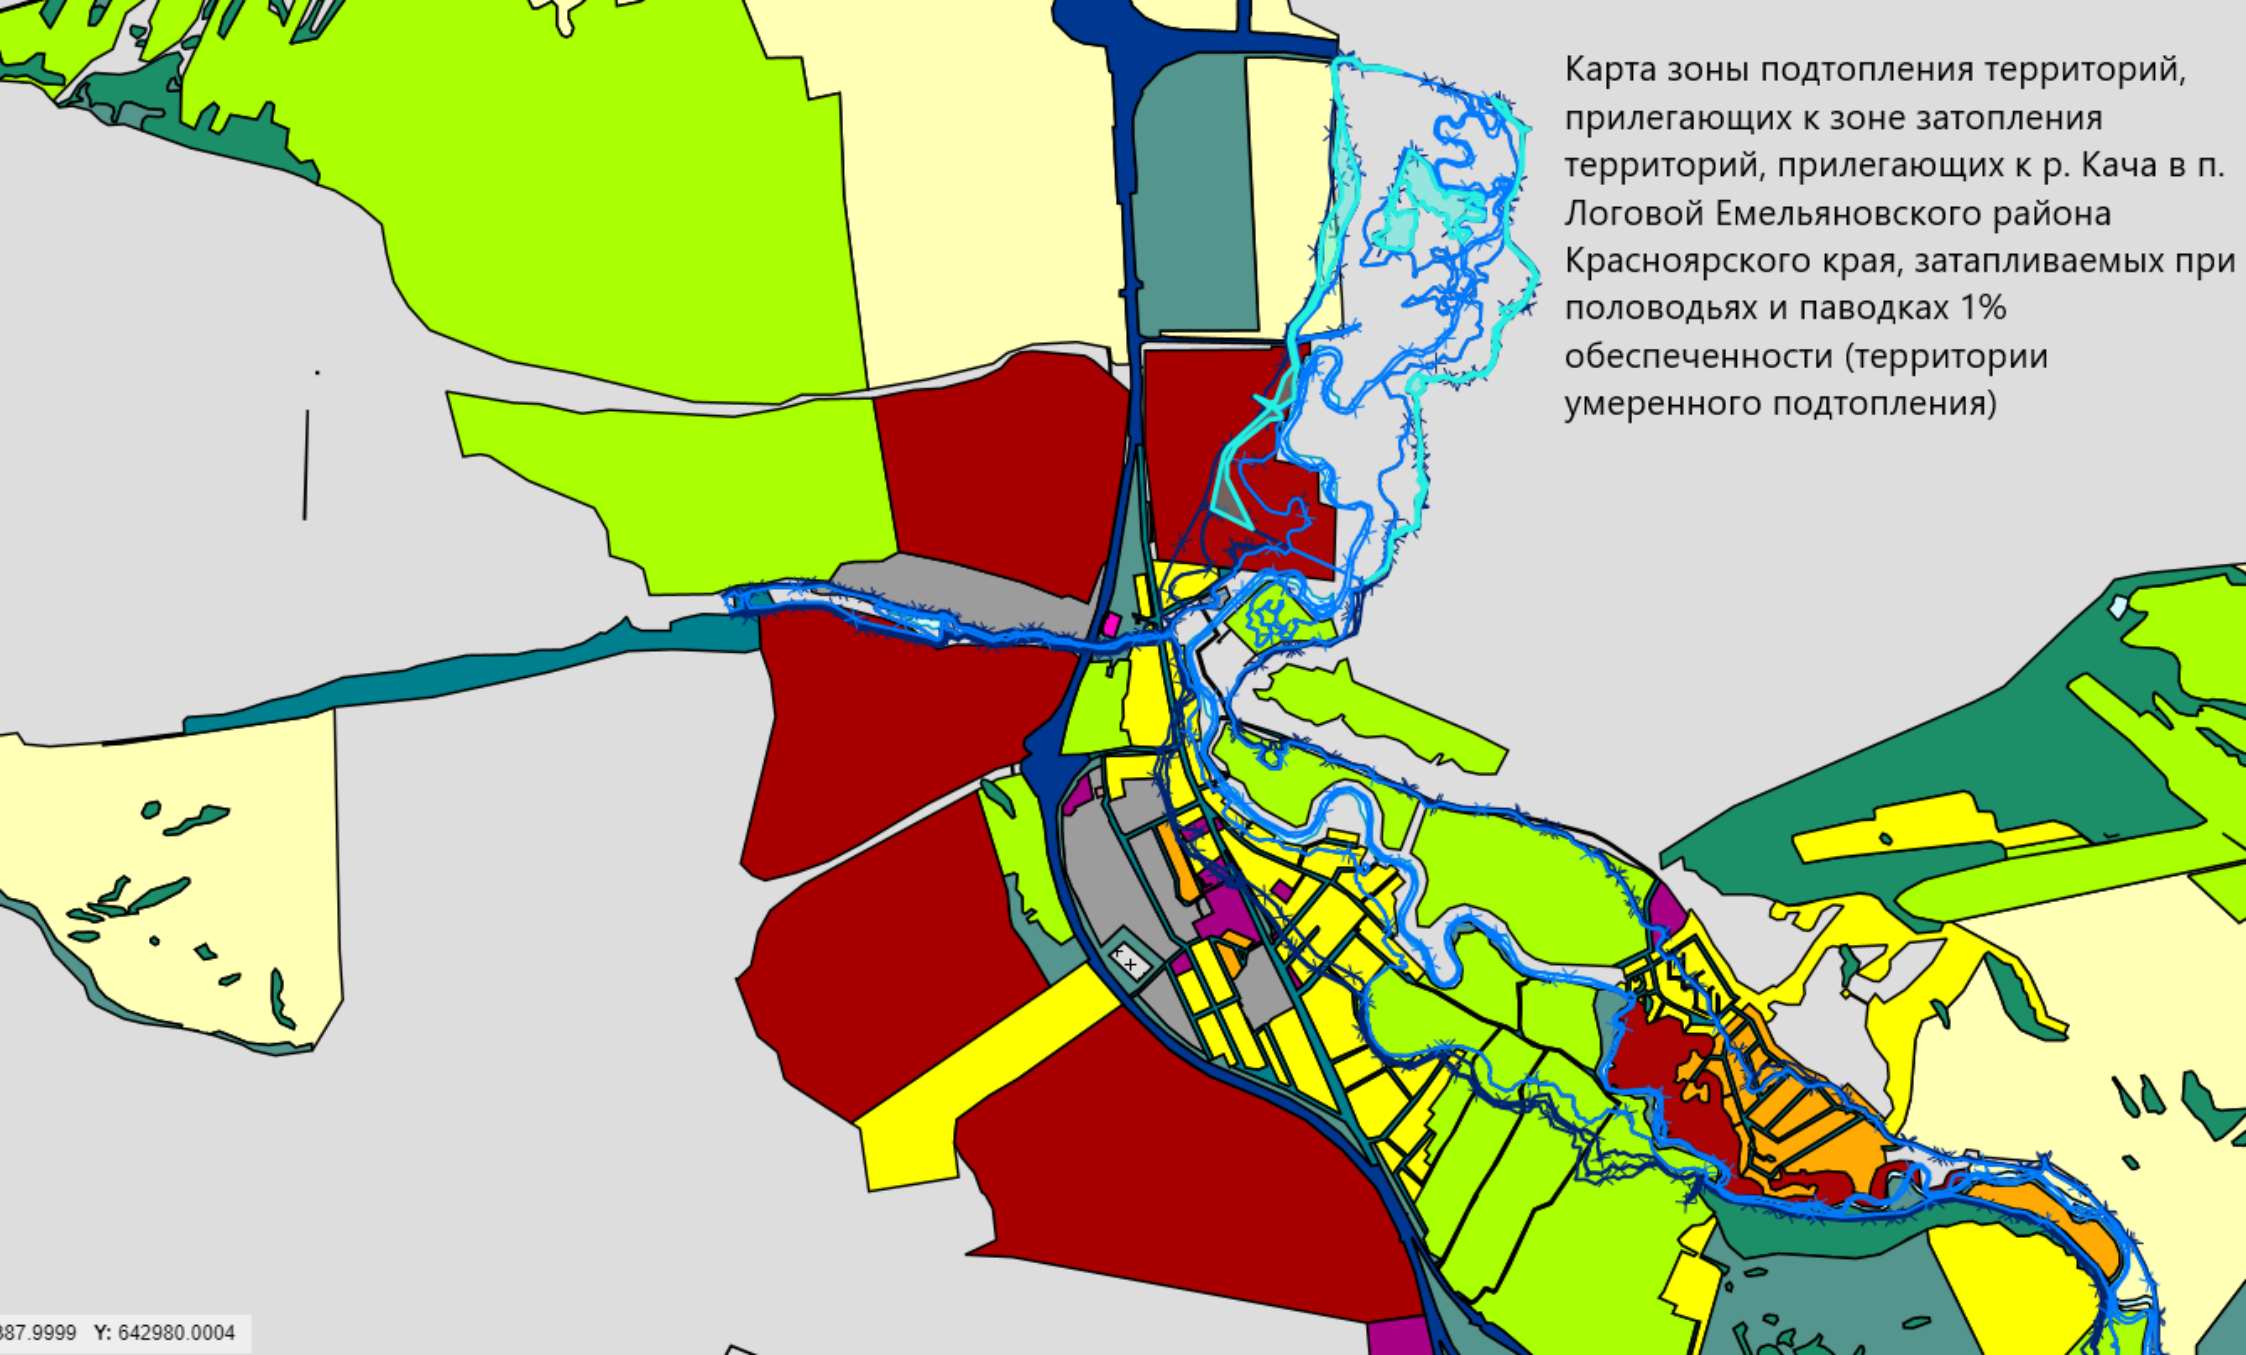 Карта зоны подтопления территорий,
прилегающих к зоне затопления
территорий, прилегающих к р. Кача в п.
Логовой Емельяновского района
Красноярского края, затапливаемых при
половодьях и паводках 1%
обеспеченности (территории
умеренного подтопления)
387.9999 Y: 642980.0004